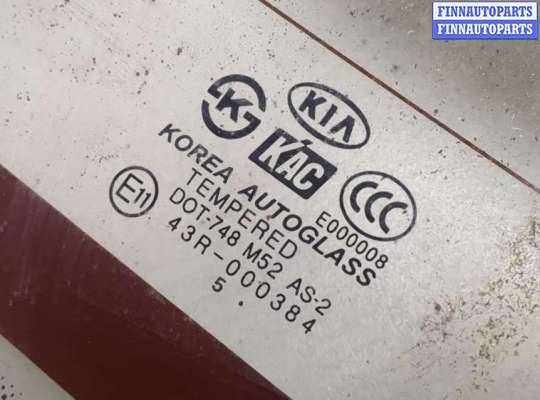 FINNAUTOPARTS
FINNAUTOPARTS
K
KIA
KAC
CCC
E000008
KOREA AUTOGLASS
TEMPERED
E11
DOT-748 M52 AS-2
43R-000384
5 .